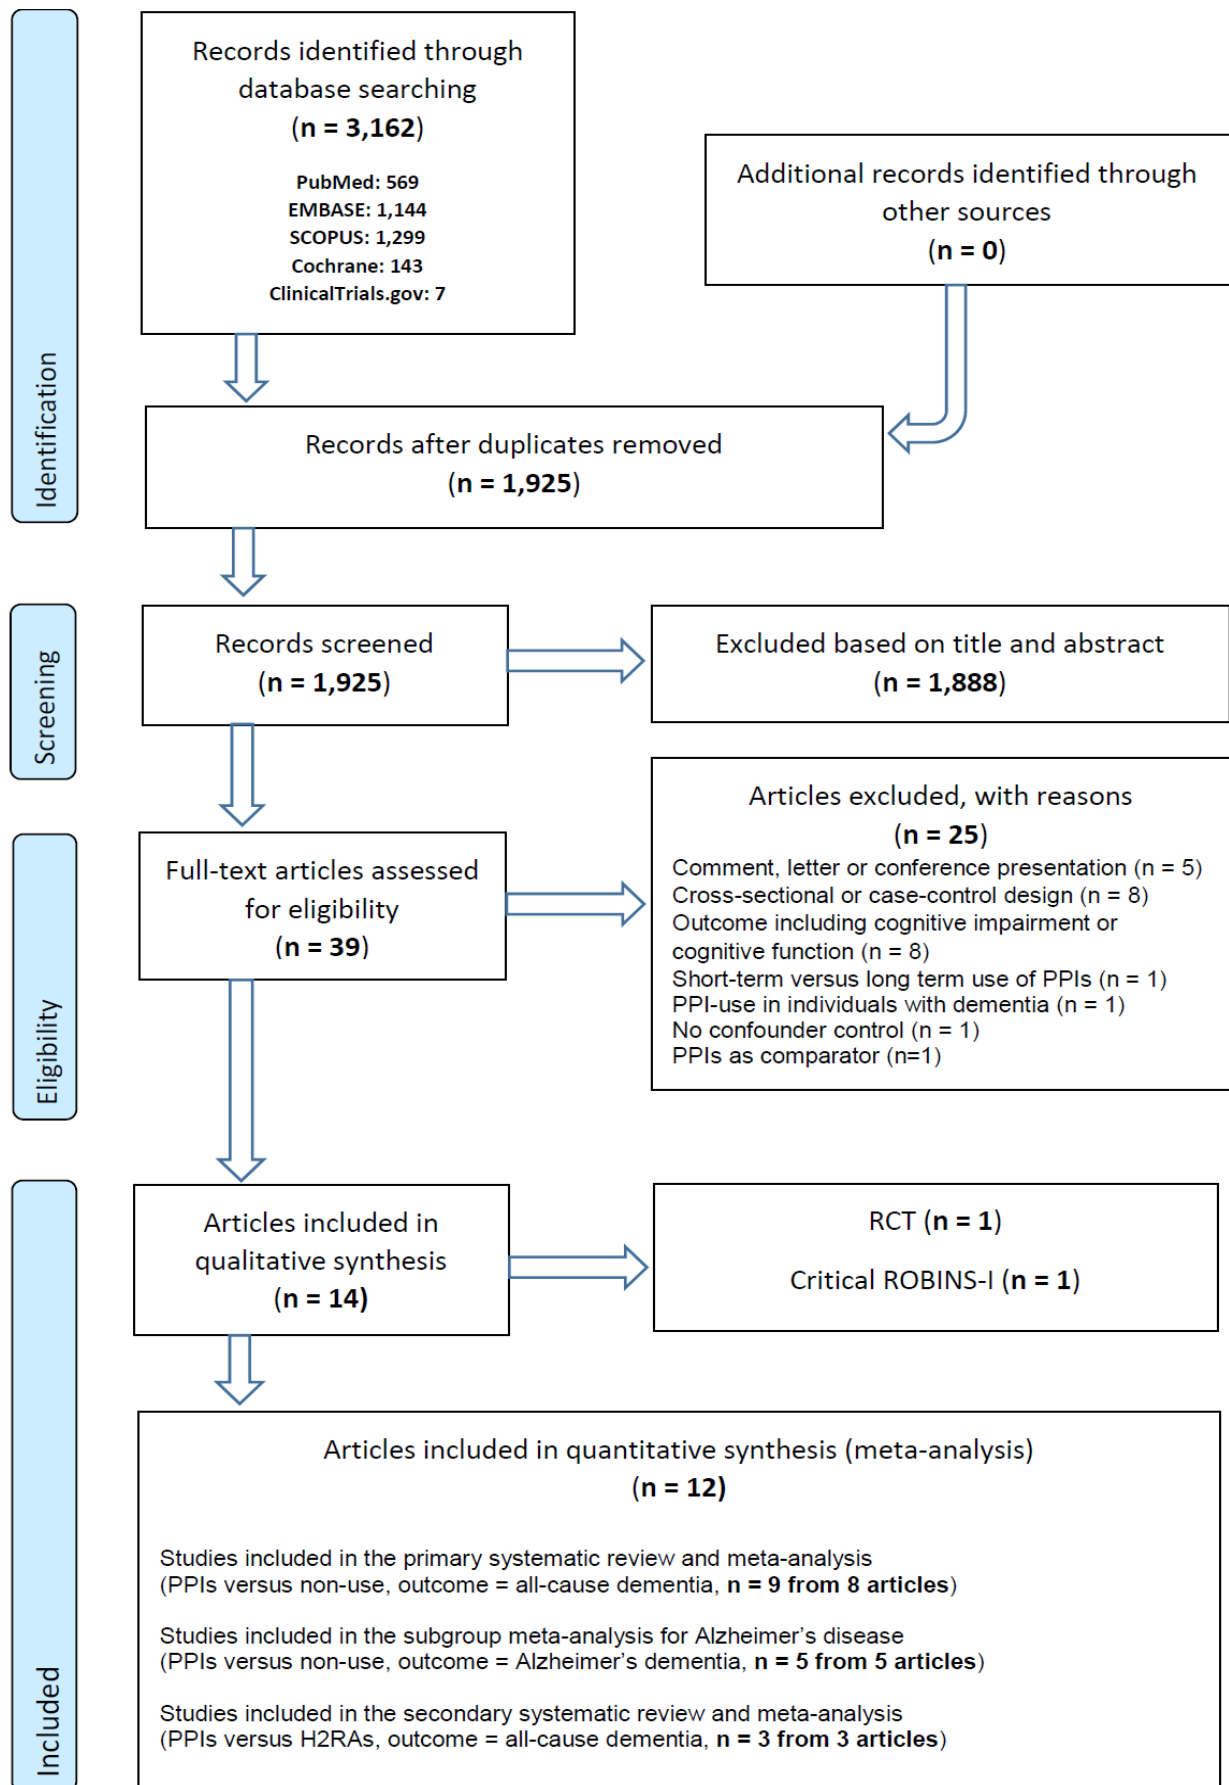 Identification
Records identified through
database searching
(n = 3,162)
PubMed: 569
EMBASE: 1,144
SCOPUS: 1,299
Cochrane: 143
ClinicalTrials.gov: 7
Additional records identified through
other sources
(n = 0)
Records after duplicates removed
(n = 1,925)
Screening
Records screened
(n = 1,925)
Excluded based on title and abstract
(n = 1,888)
Eligibility
Full-text articles assessed
for eligibility
(n = 39)
Articles excluded, with reasons
(n = 25)
Comment, letter or conference presentation (n = 5)
Cross-sectional or case-control design (n = 8)
Outcome including cognitive impairment or
cognitive function (n = 8)
Short-term versus long term use of PPIs (n = 1)
PPI-use in individuals with dementia (n = 1)
No confounder control (n = 1)
PPIs as comparator (n=1)
Included
Articles included in
qualitative synthesis
(n = 14)
RCT (n = 1)
Critical ROBINS-I (n = 1)
Articles included in quantitative synthesis (meta-analysis)
(n = 12)
Studies included in the primary systematic review and meta-analysis
(PPIs versus non-use, outcome = all-cause dementia, n = 9 from 8 articles)
Studies included in the subgroup meta-analysis for Alzheimer's disease
(PPIs versus non-use, outcome = Alzheimer's dementia, n = 5 from 5 articles)
Studies included in the secondary systematic review and meta-analysis
(PPIs versus H2RAs, outcome = all-cause dementia, n = 3 from 3 articles)